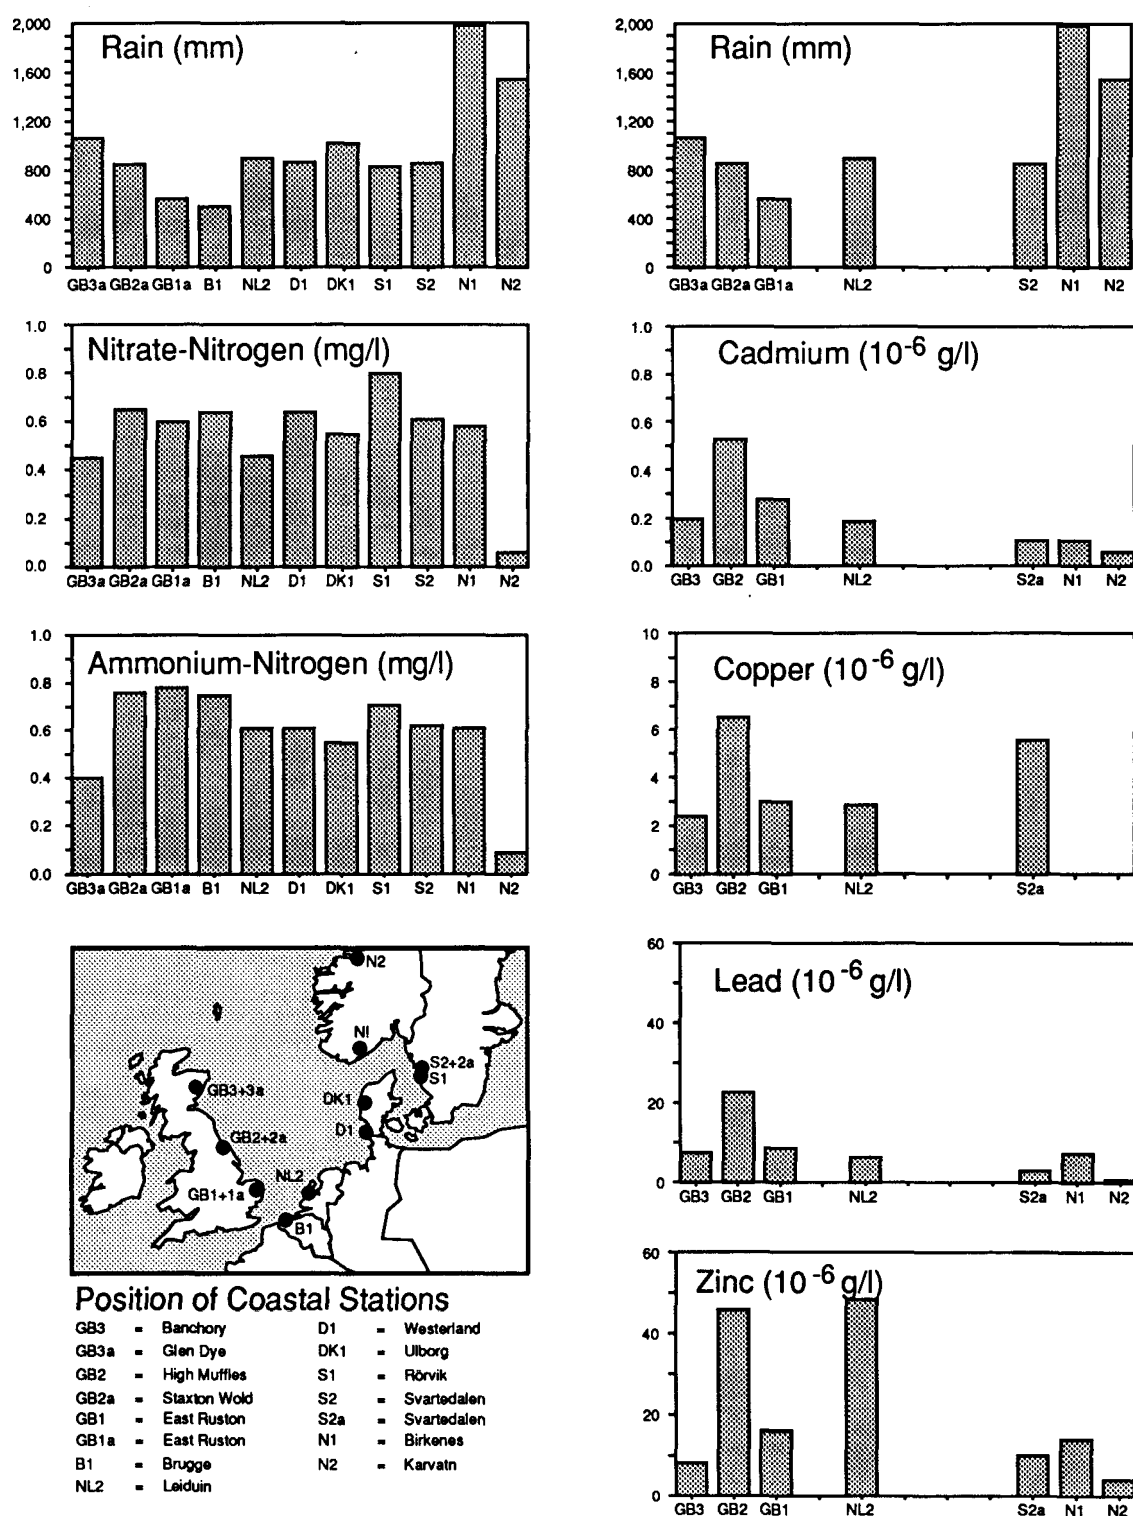 Rain (mm)
2,000
1,600
1,200
800
400
0
GB3a GB2a GB1a B1 NL2 D1 DK1 S1 S2 N1 N2
Nitrate-Nitrogen (mg/l)
1.0
0.8
0.6
0.4
0.2
0.0
GB3a GB2a GB1a B1 NL2 D1 DK1 S1 S2 N1 N2
Ammonium-Nitrogen (mg/l)
1.0
0.8
0.6
0.4
0.2
0.0
GB3a GB2a GB1a B1 NL2 D1 DK1 S1 S2 N1 N2
N2
N!
S2+2a
S1
GB3+3a
DK1
D1
GB2+2a
NL2
GB1+1a
B1
Position of Coastal Stations
GB3 = Banchory
GB3a = Glen Dye
GB2 = High Muffles
GB2a = Staxton Wold
GB1 = East Ruston
GB1a = East Ruston
B1 = Brugge
NL2 = Leiduin
D1 = Westerland
DK1 = Ulborg
S1 = Rörvik
S2 = Svartedalen
S2a = Svartedalen
N1 = Birkenes
N2 = Karvatn
Rain (mm)
2,000
1,600
1,200
800
400
0
GB3a GB2a GB1a NL2 S2 N1 N2
Cadmium (10⁻⁶ g/l)
1.0
0.8
0.6
0.4
0.2
0.0
GB3 GB2 GB1 NL2 S2a N1 N2
Copper (10⁻⁶ g/l)
10
8
6
4
2
0
GB3 GB2 GB1 NL2 S2a
Lead (10⁻⁶ g/l)
60
40
20
0
GB3 GB2 GB1 NL2 S2a N1 N2
Zinc (10⁻⁶ g/l)
60
40
20
0
GB3 GB2 GB1 NL2 S2a N1 N2